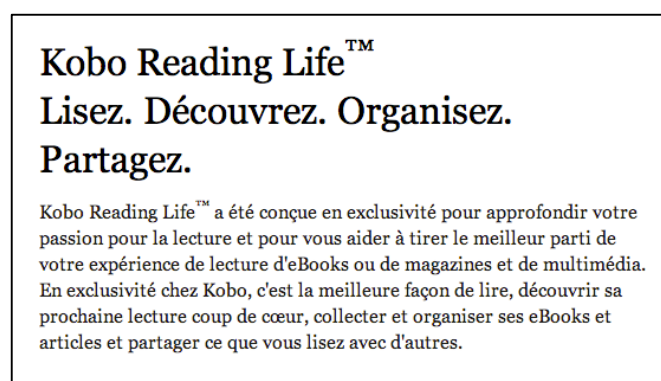 Kobo Reading Life™
Lisez. Découvrez. Organisez.
Partagez.
Kobo Reading Life™ a été conçue en exclusivité pour approfondir votre
passion pour la lecture et pour vous aider à tirer le meilleur parti de
votre expérience de lecture d'eBooks ou de magazines et de multimédia.
En exclusivité chez Kobo, c'est la meilleure façon de lire, découvrir sa
prochaine lecture coup de cœur, collecter et organiser ses eBooks et
articles et partager ce que vous lisez avec d'autres.